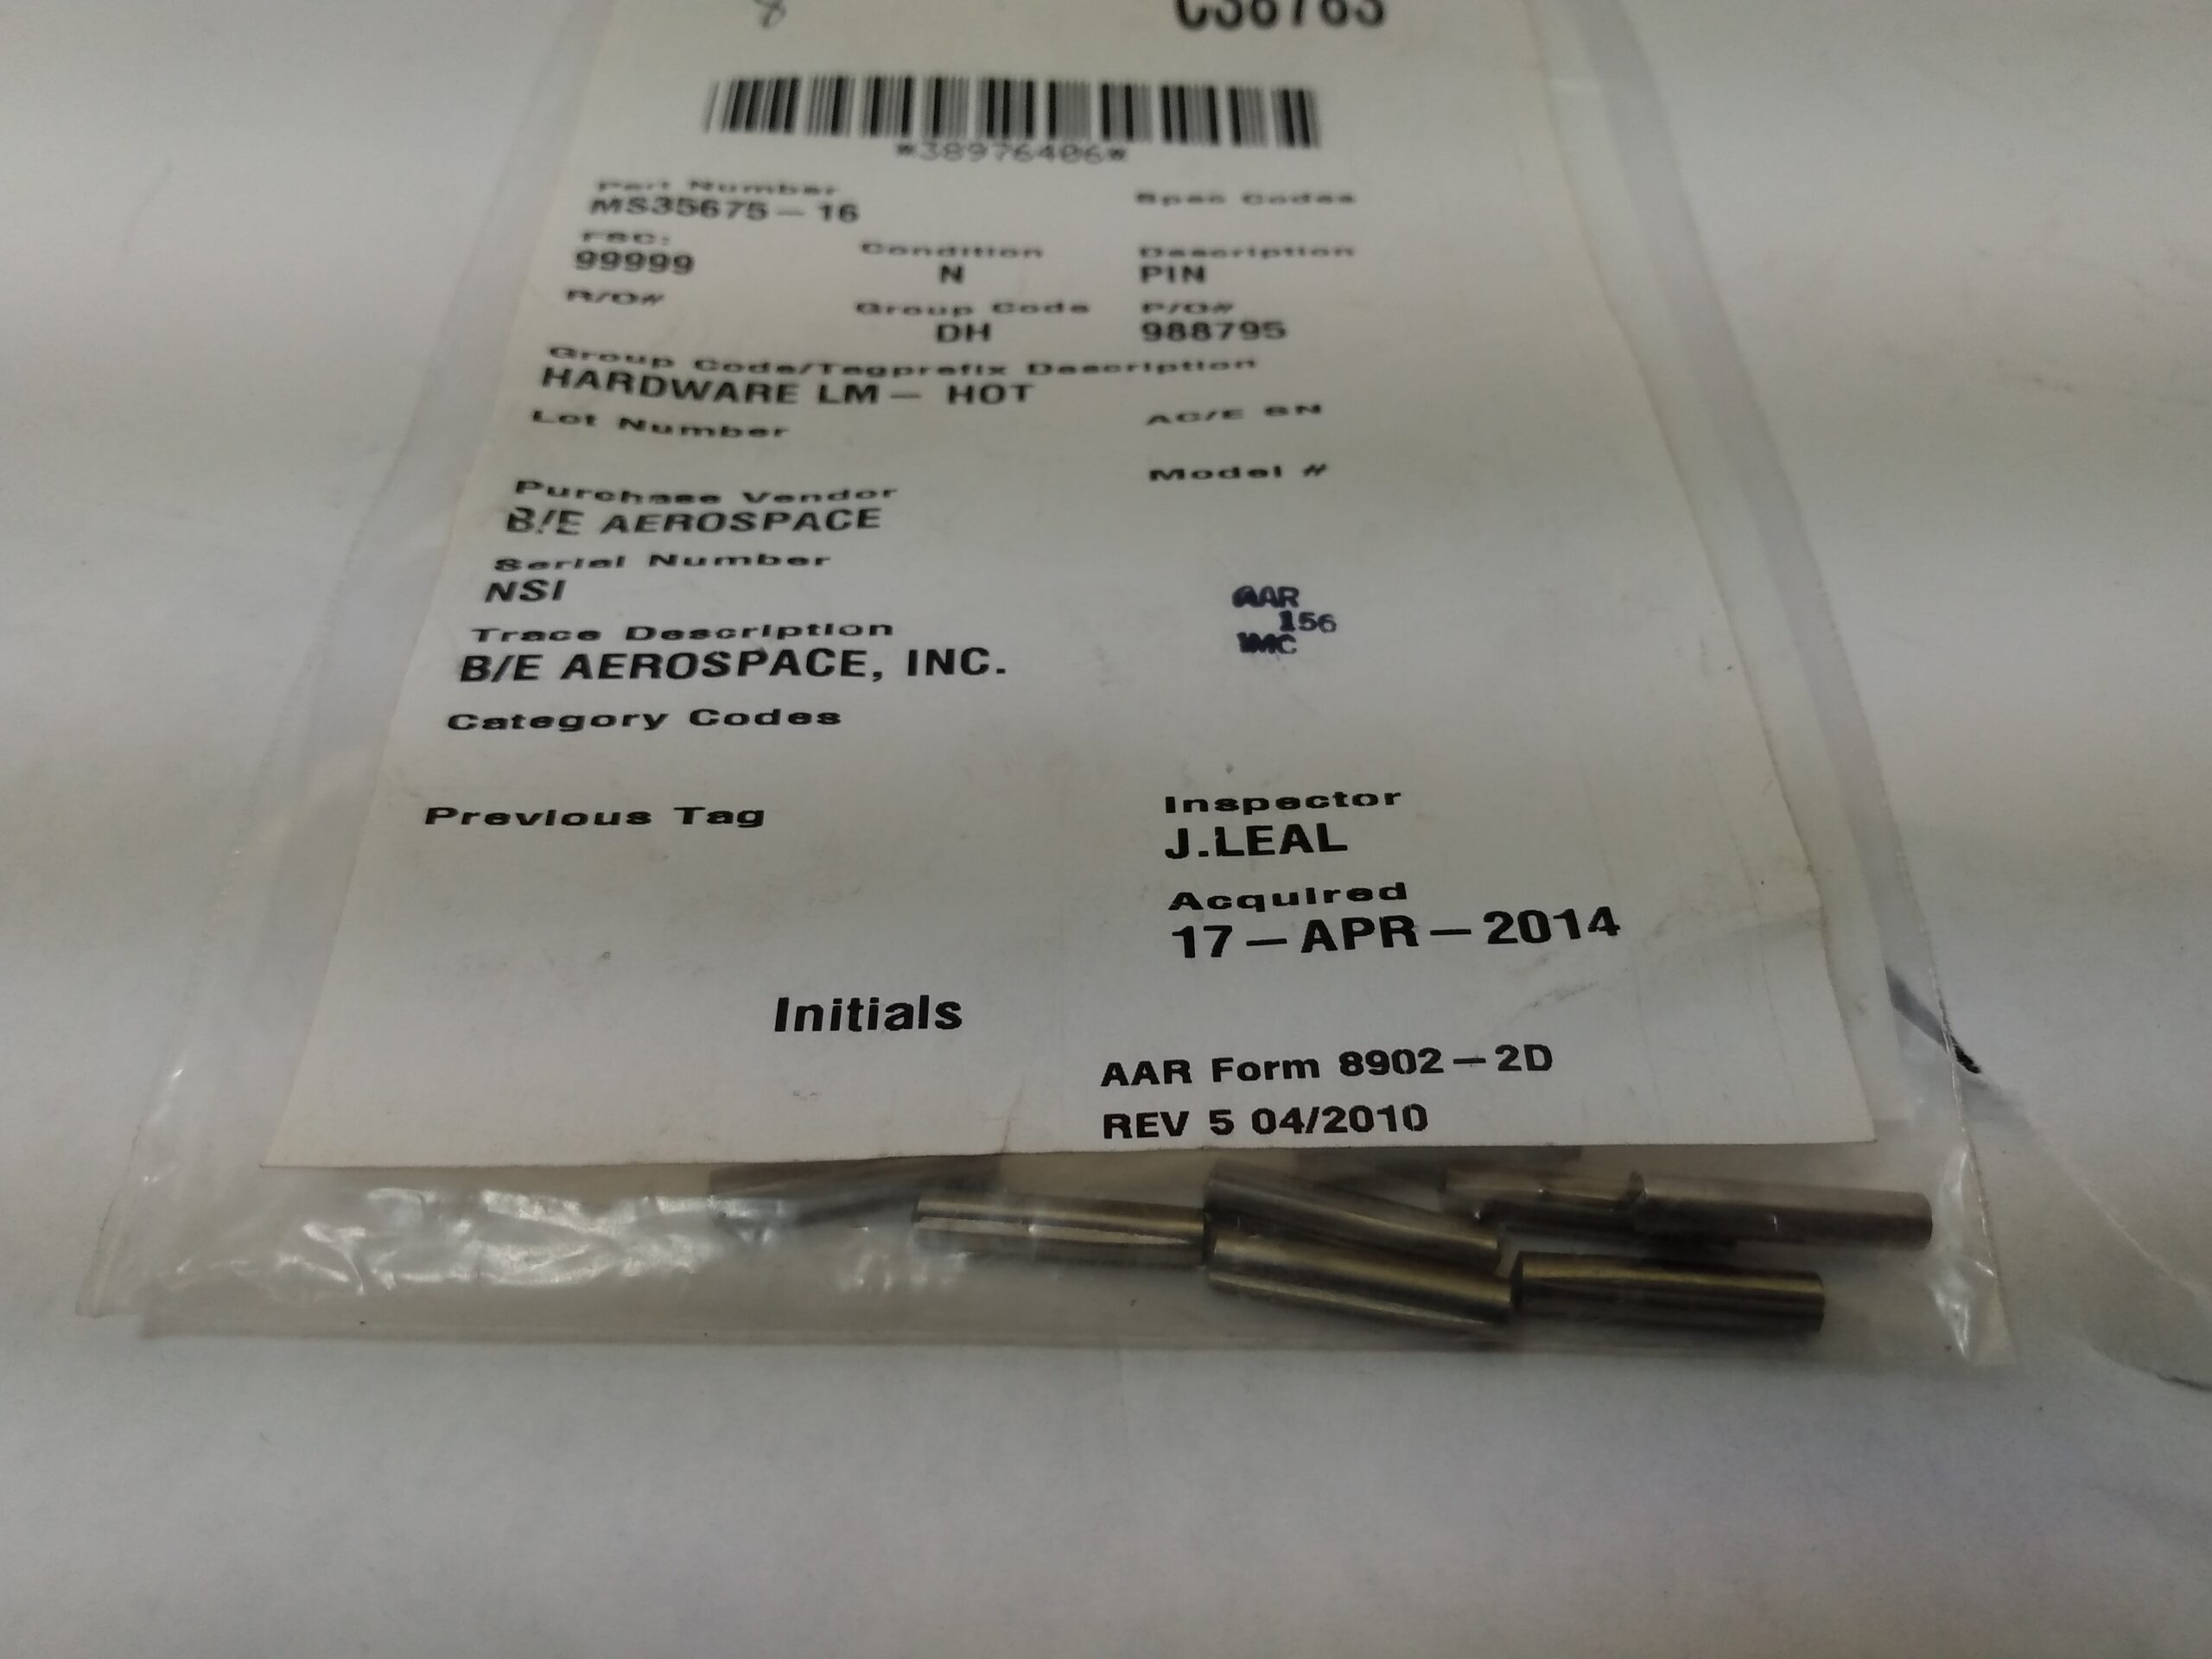 8
C38763
*38976406*
Part Number
Spec Codes
MS35675-16
FSC:
Condition
Description
99999
N
PIN
R/O#
Group Code
P/O#
DH
988795
Group Code/Tagprefix Description
HARDWARE LM- HOT
Lot Number
AC/E SN
Model #
Purchase Vendor
B/E AEROSPACE
Serial Number
NSI
AAR
156
IMC
Trace Description
B/E AEROSPACE, INC.
Category Codes
Previous Tag
Inspector
J.LEAL
Acquired
17-APR-2014
Initials
AAR Form 8902-2D
REV 5 04/2010